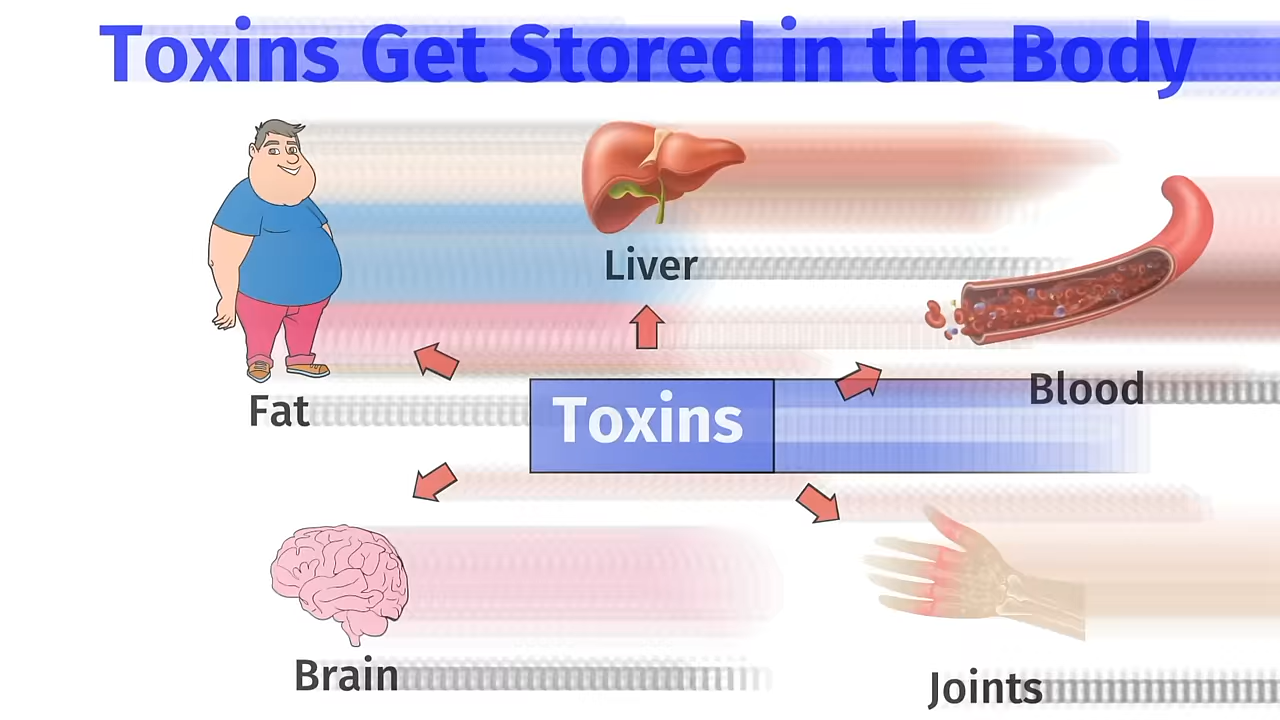 Toxins Get Stored in the Body
Liver
Fat
Toxins
Blood
Brain
Joints